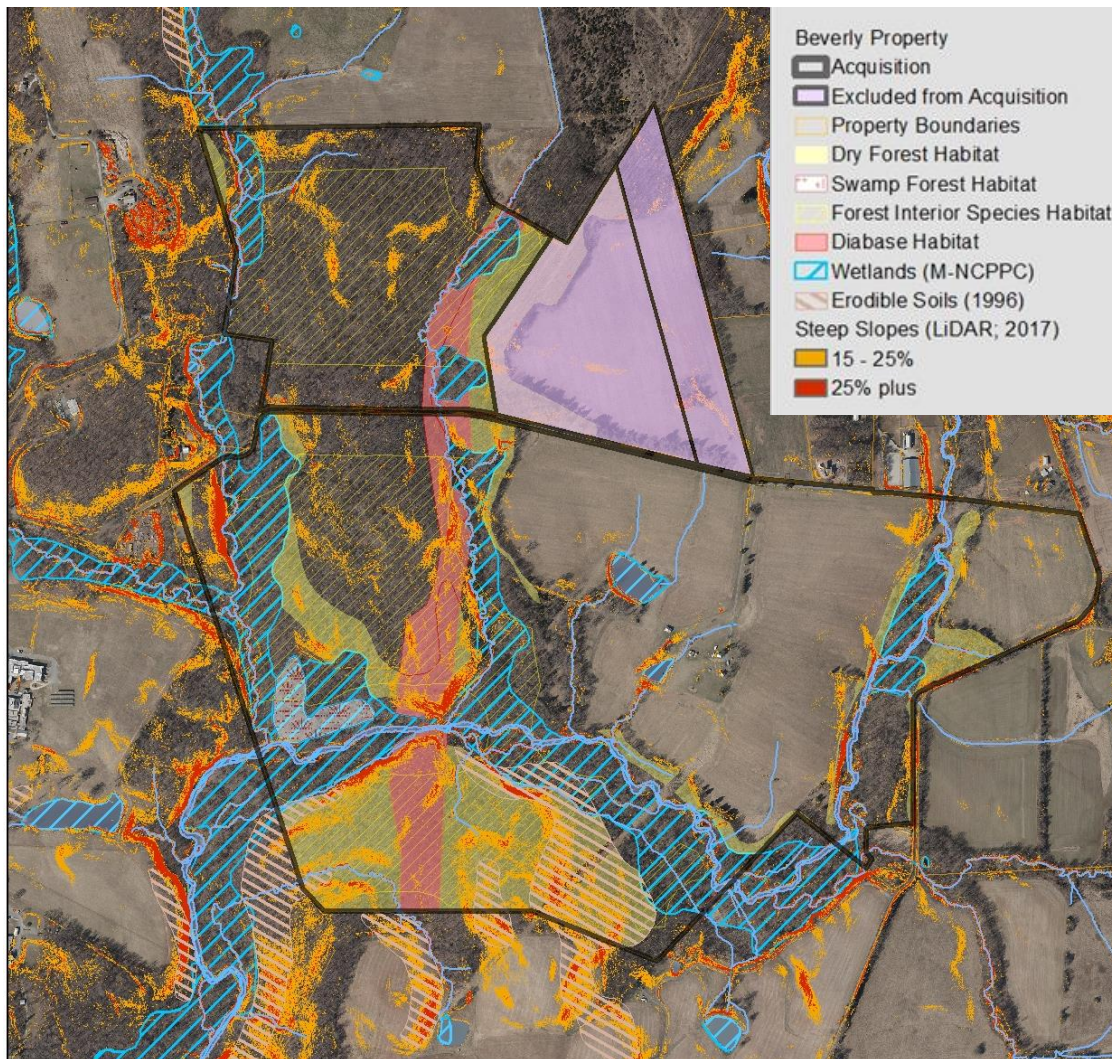 Beverly Property
Acquisition
Excluded from Acquisition
Property Boundaries
Dry Forest Habitat
Swamp Forest Habitat
Forest Interior Species Habitat
Diabase Habitat
Wetlands (M-NCPPC)
Erodible Soils (1996)
Steep Slopes (LiDAR; 2017)
15 - 25%
25% plus